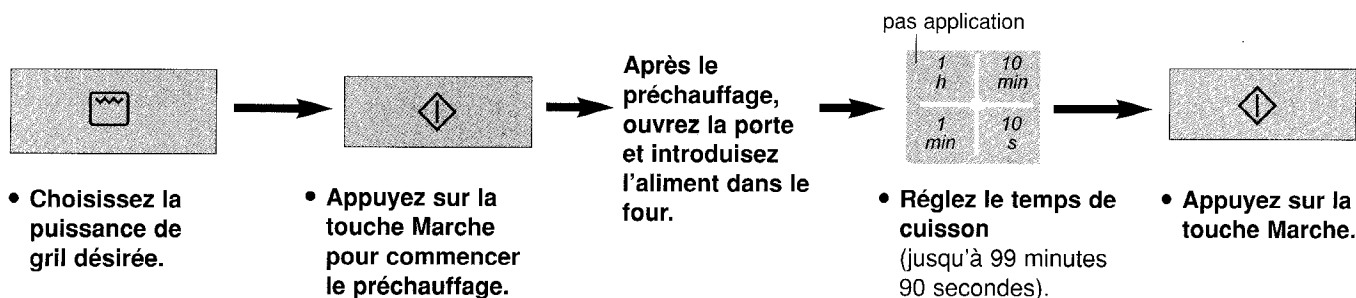 pas application
1
h
10
min
1
min
10
s
Après le
préchauffage,
ouvrez la porte
et introduisez
l'aliment dans le
four.
• Choisissez la
puissance de
gril désirée.
• Appuyez sur la
touche Marche
pour commencer
le préchauffage.
• Réglez le temps de
cuisson
(jusqu'à 99 minutes
90 secondes).
• Appuyez sur la
touche Marche.